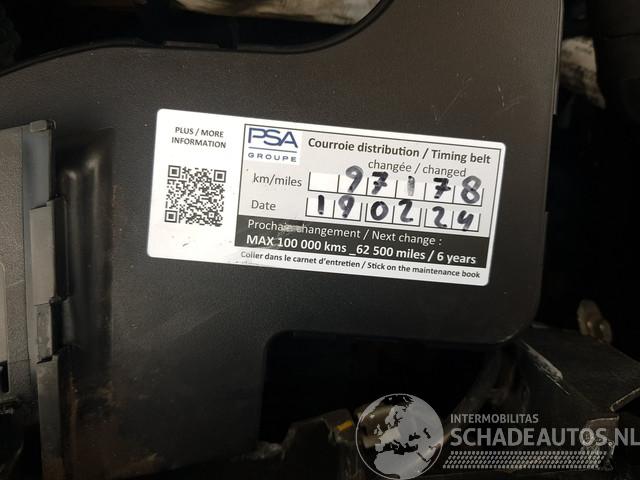 PLUS / MORE
INFORMATION
PSA
GROUPE
Courroie distribution / Timing belt
changée / changed
km/miles 97178
Date 190224
Prochain changement / Next change :
MAX 100 000 kms _62 500 miles / 6 years
Coller dans le carnet d'entretien / Stick on the maintenance book
INTERMOBILITAS
SCHADEAUTOS.NL